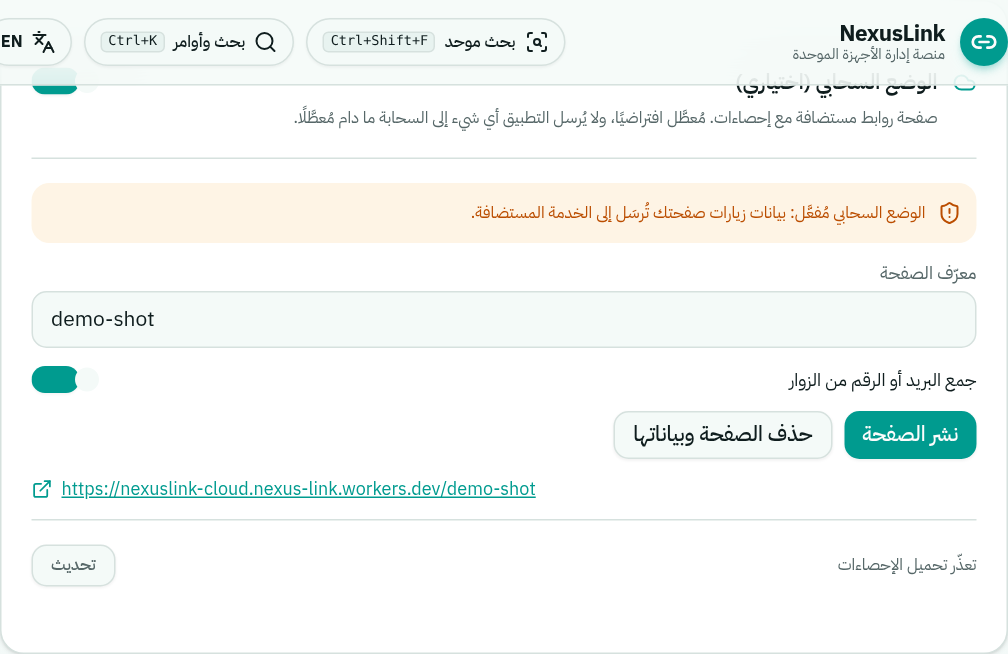 NexusLink
منصة إدارة الأجهزة الموحدة
بحث موحد Ctrl+Shift+F
بحث وأوامر Ctrl+K
EN
الوضع السحابي (اختياري)
صفحة روابط مستضافة مع إحصاءات. مُعطَّل افتراضيًا، ولا يُرسل التطبيق أي شيء إلى السحابة ما دام مُعطَّلًا.
الوضع السحابي مُفعَّل: بيانات زيارات صفحتك تُرسَل إلى الخدمة المستضافة.
معرّف الصفحة
demo-shot
جمع البريد أو الرقم من الزوار
نشر الصفحة
حذف الصفحة وبياناتها
https://nexuslink-cloud.nexus-link.workers.dev/demo-shot
تعذّر تحميل الإحصاءات
تحديث